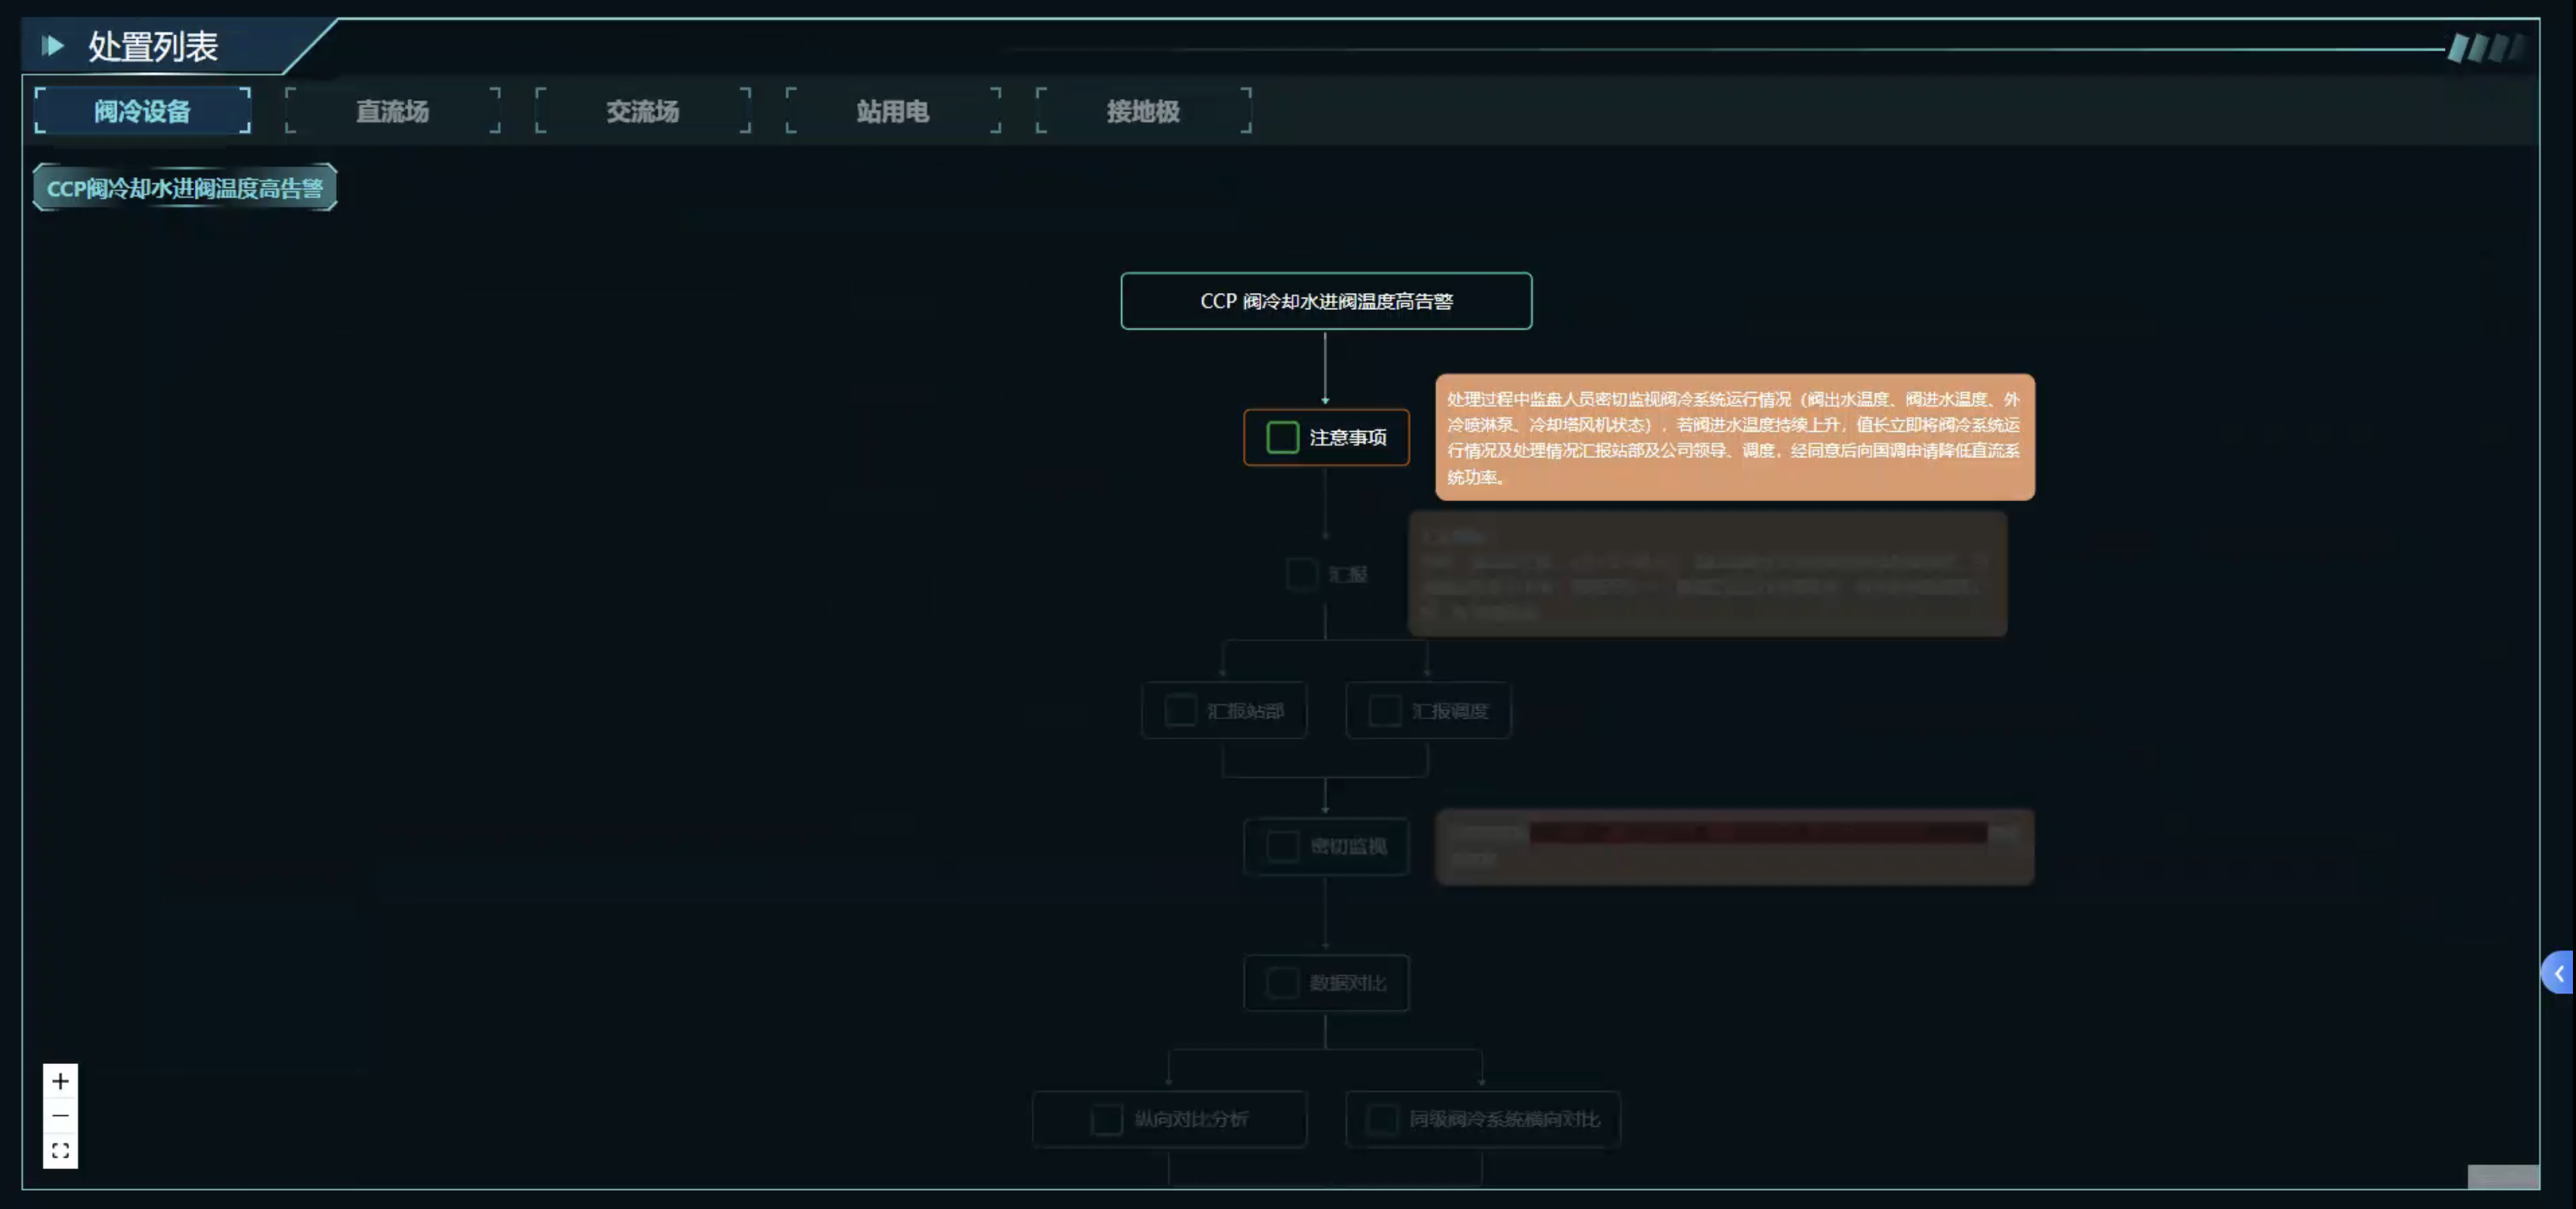 处置列表
阀冷设备
直流场
交流场
站用电
接地极
CCP阀冷却水进阀温度高告警
CCP 阀冷却水进阀温度高告警
注意事项
处理过程中监盘人员密切监视阀冷系统运行情况（阀出水温度、阀进水温度、外
冷喷淋泵、冷却塔风机状态），若阀进水温度持续上升，值长立即将阀冷系统运
行情况及处理情况汇报站部及公司领导、调度，经同意后向国调申请降低直流系
统功率。
汇报
汇报站部
汇报调度
密切监视
数据对比
纵向对比分析
同级阀冷系统横向对比